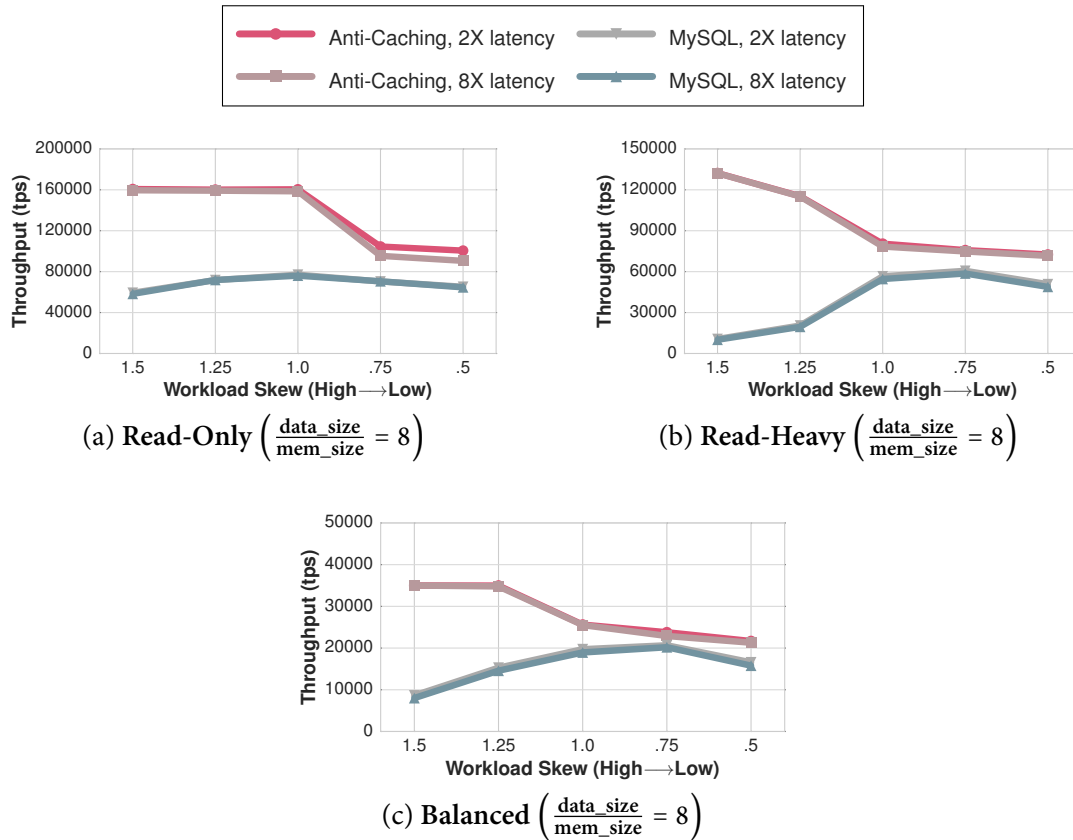 Anti-Caching, 2X latency MySQL, 2X latency
Anti-Caching, 8X latency MySQL, 8X latency
200000
160000
120000
80000
40000
0
Throughput (tps)
1.5 1.25 1.0 .75 .5
Workload Skew (High⟶Low)
(a) Read-Only (data_size/mem_size = 8)
150000
120000
90000
60000
30000
0
Throughput (tps)
1.5 1.25 1.0 .75 .5
Workload Skew (High⟶Low)
(b) Read-Heavy (data_size/mem_size = 8)
50000
40000
30000
20000
10000
0
Throughput (tps)
1.5 1.25 1.0 .75 .5
Workload Skew (High⟶Low)
(c) Balanced (data_size/mem_size = 8)